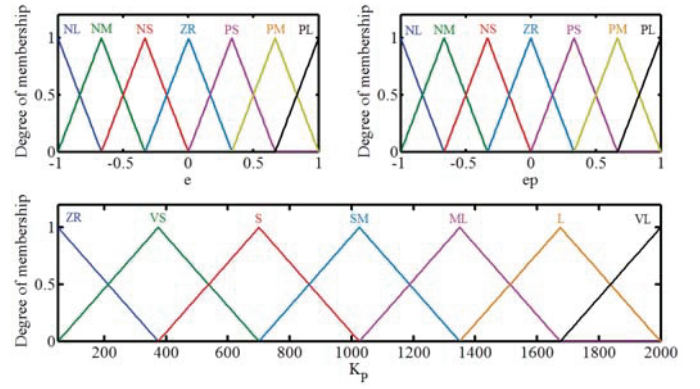 NL NM NS ZR PS PM PL
1
0.5
0
-1 -0.5 0 0.5 1
e
Degree of membership
NL NM NS ZR PS PM PL
1
0.5
0
-1 -0.5 0 0.5 1
ep
Degree of membership
ZR VS S SM ML L VL
1
0.5
0
200 400 600 800 1000 1200 1400 1600 1800 2000
Kp
Degree of membership